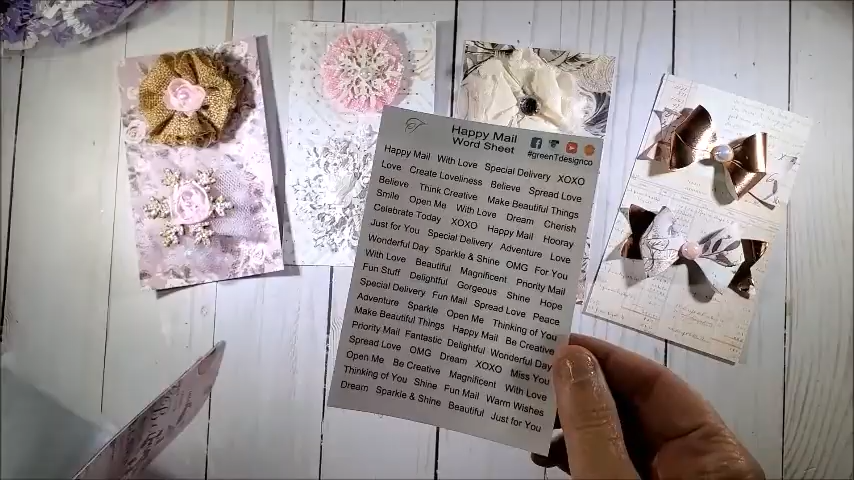 Happy Mail
Word Sheet
#greenTdesignco
Happy Mail With Love Special Delivery XOXO
Love Create Loveliness Believe Spread Love
Believe Think Creative Make Beautiful Things
Smile Open Me With Love Dream Cherish
Celebrate Today XOXO Happy Mail Hooray
Just for You Special Delivery Adventure Love
Wonderful Day Sparkle & Shine OMG For You
With Love Beautiful Magnificent Priority Mail
Fun Stuff Delightful Gorgeous Shine Hope
Special Delivery Fun Mail Spread Love Peace
Adventure Sparkle Open Me Thinking of You
Make Beautiful Things Happy Mail Be Creative
Priority Mail Fantastic Delightful Wonderful Day
Spread Love OMG Dream XOXO Miss You
Open Me Be Creative Magnificent With Love
Thinking of You Shine Fun Mail Warm Wishes
Dream Sparkle & Shine Beautiful Just for You